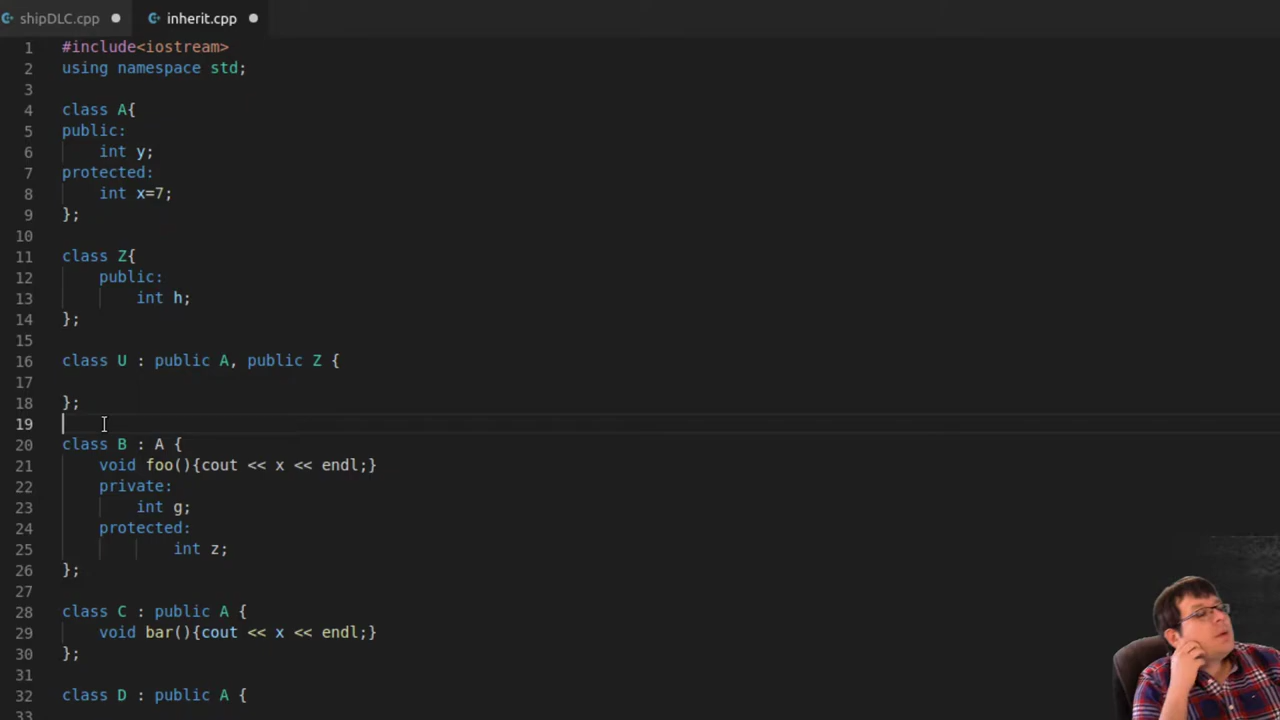 shipDLC.cpp
inherit.cpp
1 #include<iostream>
2 using namespace std;
3
4 class A{
5 public:
6 int y;
7 protected:
8 int x=7;
9 };
10
11 class Z{
12 public:
13 int h;
14 };
15
16 class U : public A, public Z {
17
18 };
19
20 class B : A {
21 void foo(){cout << x << endl;}
22 private:
23 int g;
24 protected:
25 int z;
26 };
27
28 class C : public A {
29 void bar(){cout << x << endl;}
30 };
31
32 class D : public A {
33